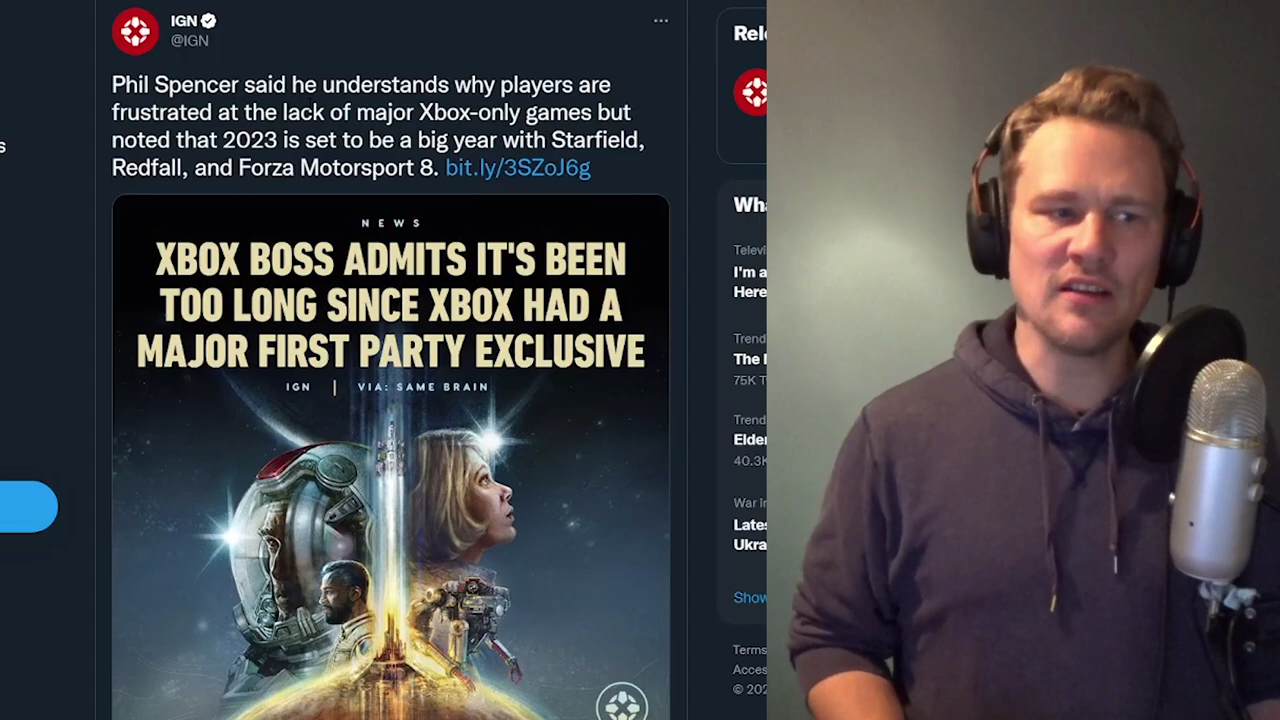 IGN
@IGN
Phil Spencer said he understands why players are
frustrated at the lack of major Xbox-only games but
noted that 2023 is set to be a big year with Starfield,
Redfall, and Forza Motorsport 8. bit.ly/3SZoJ6g
NEWS
XBOX BOSS ADMITS IT'S BEEN
TOO LONG SINCE XBOX HAD A
MAJOR FIRST PARTY EXCLUSIVE
IGN | VIA: SAME BRAIN
s
Rele
Wha
Televi
I'm a
Here
Trend
The
75K T
Trend
Elde
40.3K
War in
Lates
Ukra
Show
Terms
Acces
© 202